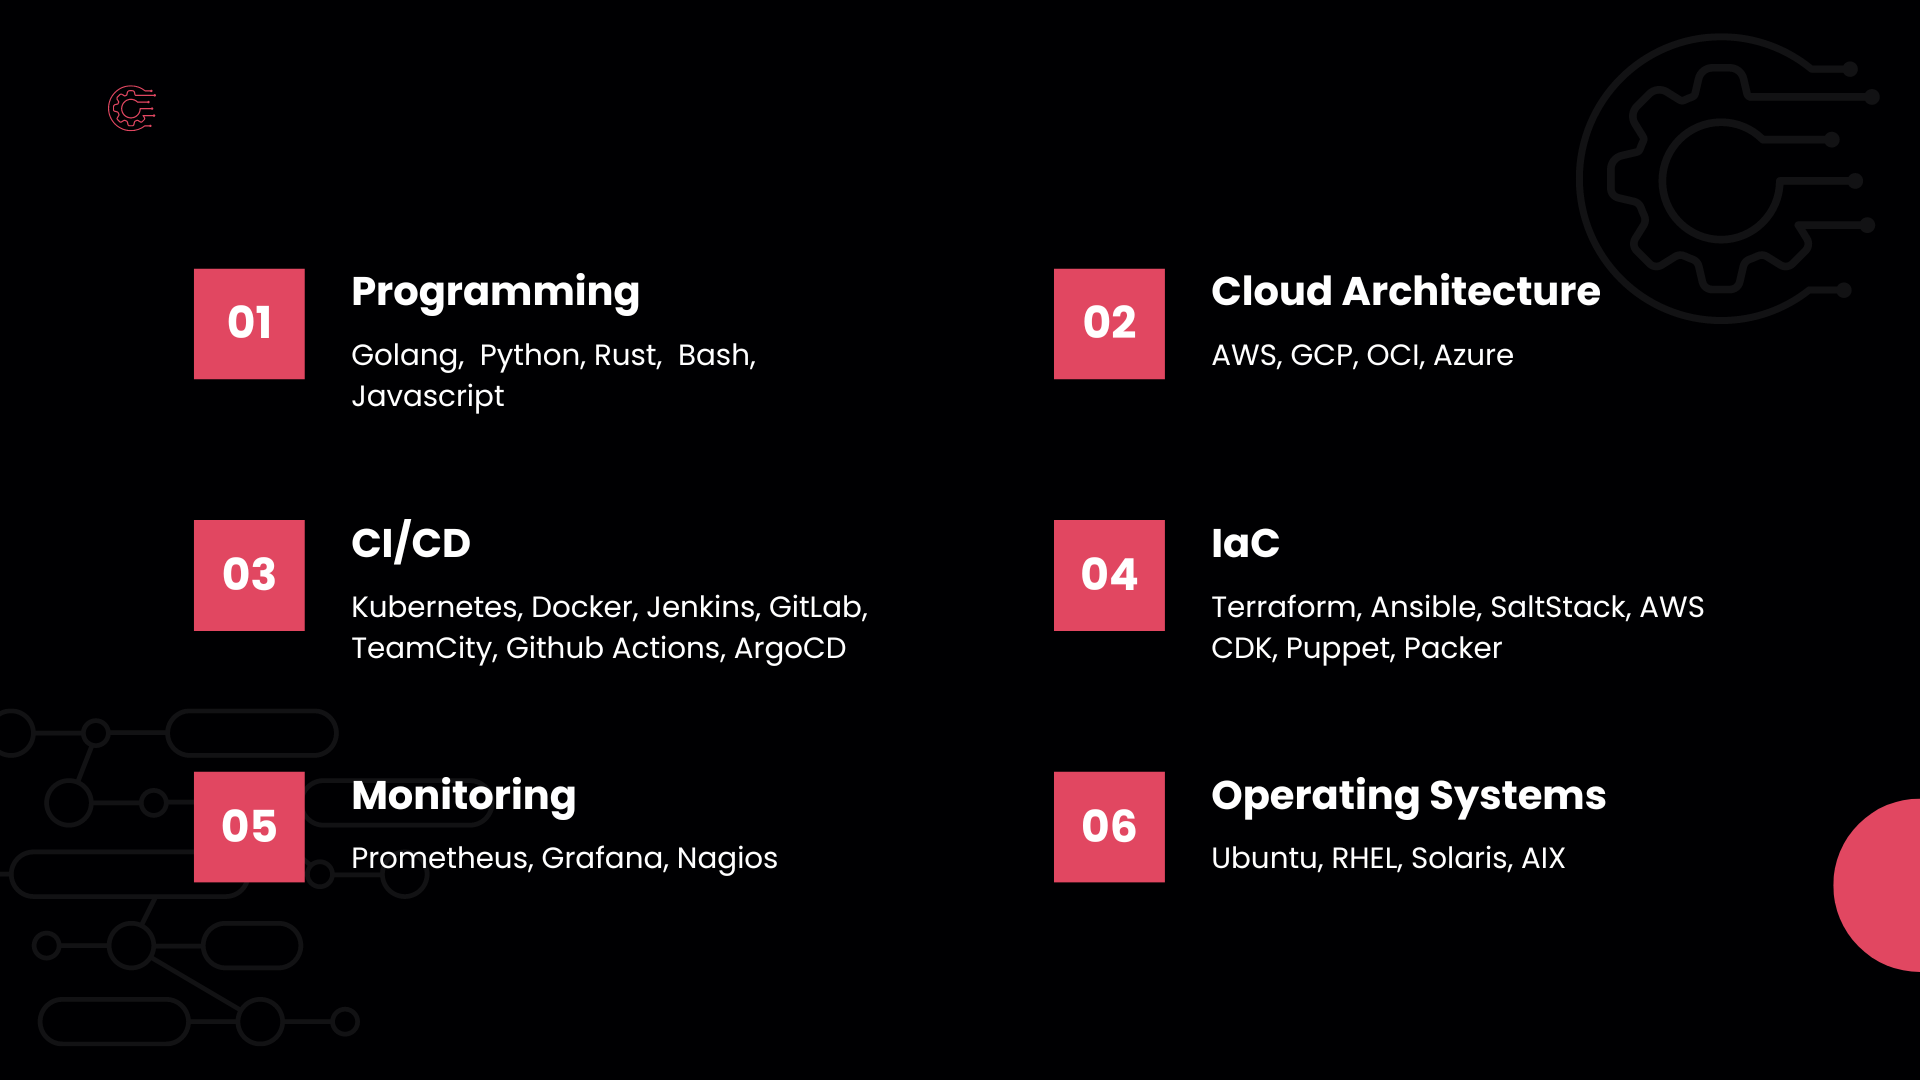 01
Programming
Golang,  Python, Rust,  Bash,
Javascript
02
Cloud Architecture
AWS, GCP, OCI, Azure
03
CI/CD
Kubernetes, Docker, Jenkins, GitLab,
TeamCity, Github Actions, ArgoCD
04
IaC
Terraform, Ansible, SaltStack, AWS
CDK, Puppet, Packer
05
Monitoring
Prometheus, Grafana, Nagios
06
Operating Systems
Ubuntu, RHEL, Solaris, AIX